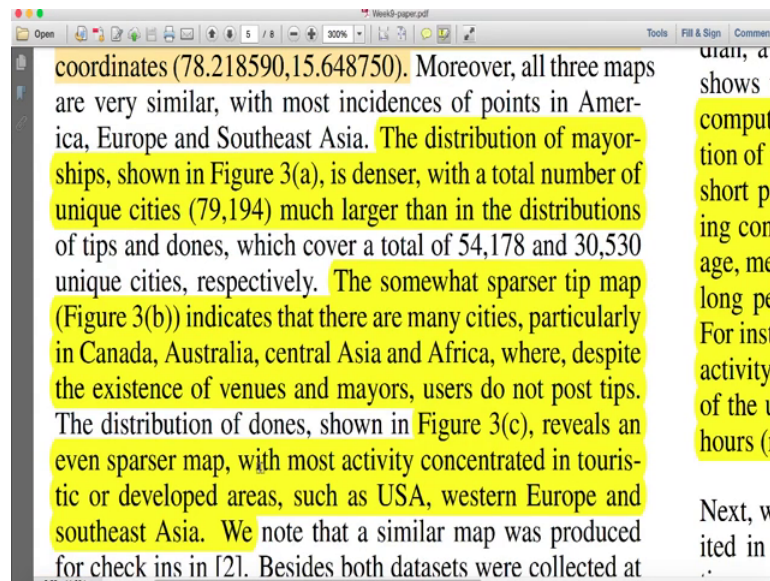 Week9-paper.pdf
Open 5 / 8 300% Tools Fill & Sign Commen
coordinates (78.218590,15.648750). Moreover, all three maps
are very similar, with most incidences of points in Amer-
ica, Europe and Southeast Asia. The distribution of mayor-
ships, shown in Figure 3(a), is denser, with a total number of
unique cities (79,194) much larger than in the distributions
of tips and dones, which cover a total of 54,178 and 30,530
unique cities, respectively. The somewhat sparser tip map
(Figure 3(b)) indicates that there are many cities, particularly
in Canada, Australia, central Asia and Africa, where, despite
the existence of venues and mayors, users do not post tips.
The distribution of dones, shown in Figure 3(c), reveals an
even sparser map, with most activity concentrated in touris-
tic or developed areas, such as USA, western Europe and
southeast Asia. We note that a similar map was produced
for check ins in [2]. Besides both datasets were collected at
dian, a
shows
comput
tion of
short p
ing con
age, me
long pe
For inst
activity
of the u
hours (
Next, w
ited in